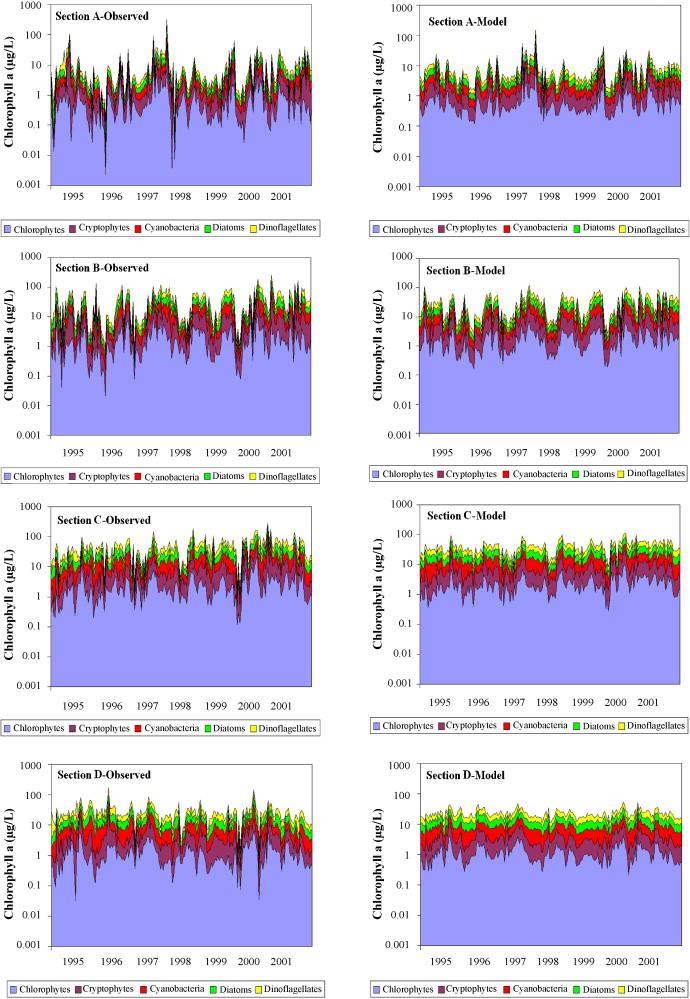 Section A-Observed
Chlorophyll a (µg/L)
1000
100
10
1
0.1
0.01
0.001
1995 1996 1997 1998 1999 2000 2001
Chlorophytes Cryptophytes Cyanobacteria Diatoms Dinoflagellates
Section A-Model
Chlorophyll a (µg/L)
1000
100
10
1
0.1
0.01
0.001
1995 1996 1997 1998 1999 2000 2001
Chlorophytes Cryptophytes Cyanobacteria Diatoms Dinoflagellates
Section B-Observed
Chlorophyll a (µg/L)
1000
100
10
1
0.1
0.01
0.001
1995 1996 1997 1998 1999 2000 2001
Chlorophytes Cryptophytes Cyanobacteria Diatoms Dinoflagellates
Section B-Model
Chlorophyll a (µg/L)
1000
100
10
1
0.1
0.01
0.001
1995 1996 1997 1998 1999 2000 2001
Chlorophytes Cryptophytes Cyanobacteria Diatoms Dinoflagellates
Section C-Observed
Chlorophyll a (µg/L)
1000
100
10
1
0.1
0.01
0.001
1995 1996 1997 1998 1999 2000 2001
Chlorophytes Cryptophytes Cyanobacteria Diatoms Dinoflagellates
Section C-Model
Chlorophyll a (µg/L)
1000
100
10
1
0.1
0.01
0.001
1995 1996 1997 1998 1999 2000 2001
Chlorophytes Cryptophytes Cyanobacteria Diatoms Dinoflagellates
Section D-Observed
Chlorophyll a (µg/L)
1000
100
10
1
0.1
0.01
0.001
1995 1996 1997 1998 1999 2000 2001
Chlorophytes Cryptophytes Cyanobacteria Diatoms Dinoflagellates
Section D-Model
Chlorophyll a (µg/L)
1000
100
10
1
0.1
0.01
0.001
1995 1996 1997 1998 1999 2000 2001
Chlorophytes Cryptophytes Cyanobacteria Diatoms Dinoflagellates